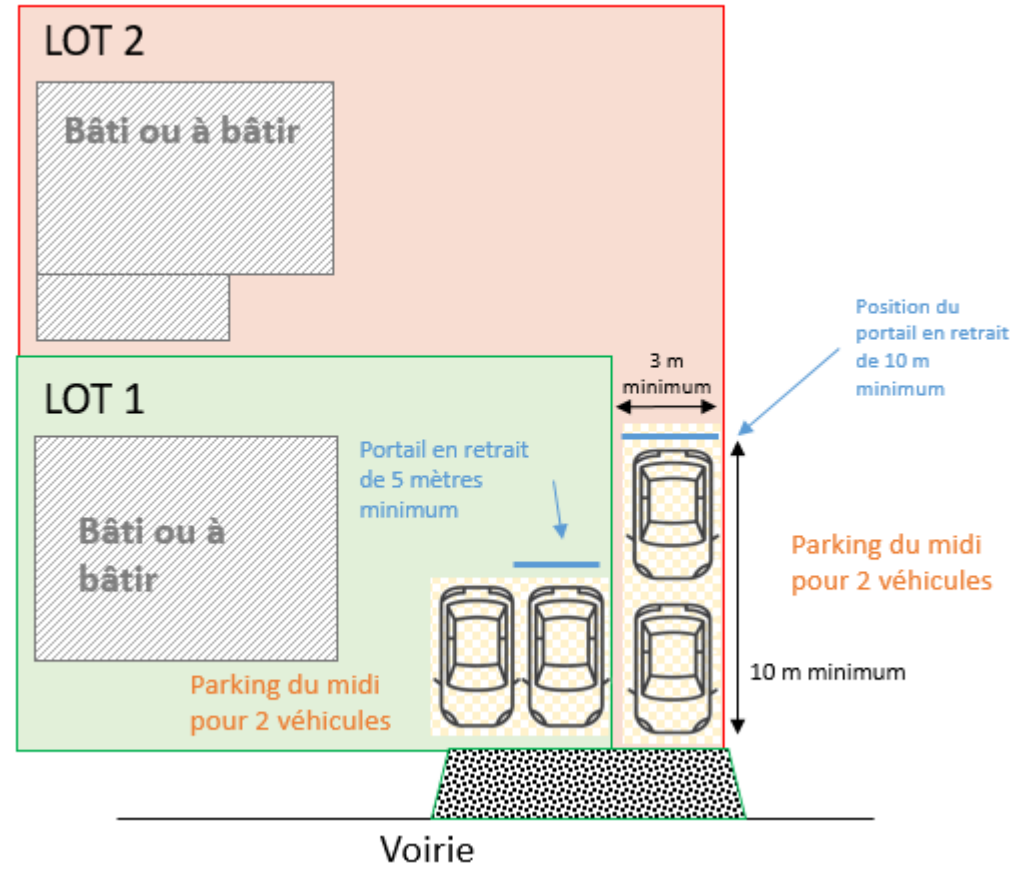 LOT 2
Bâti ou à bâtir
Position du
portail en retrait
de 10 m
minimum
3 m
minimum
LOT 1
Portail en retrait
de 5 mètres
minimum
Bâti ou à
bâtir
Parking du midi
pour 2 véhicules
10 m minimum
Parking du midi
pour 2 véhicules
Voirie